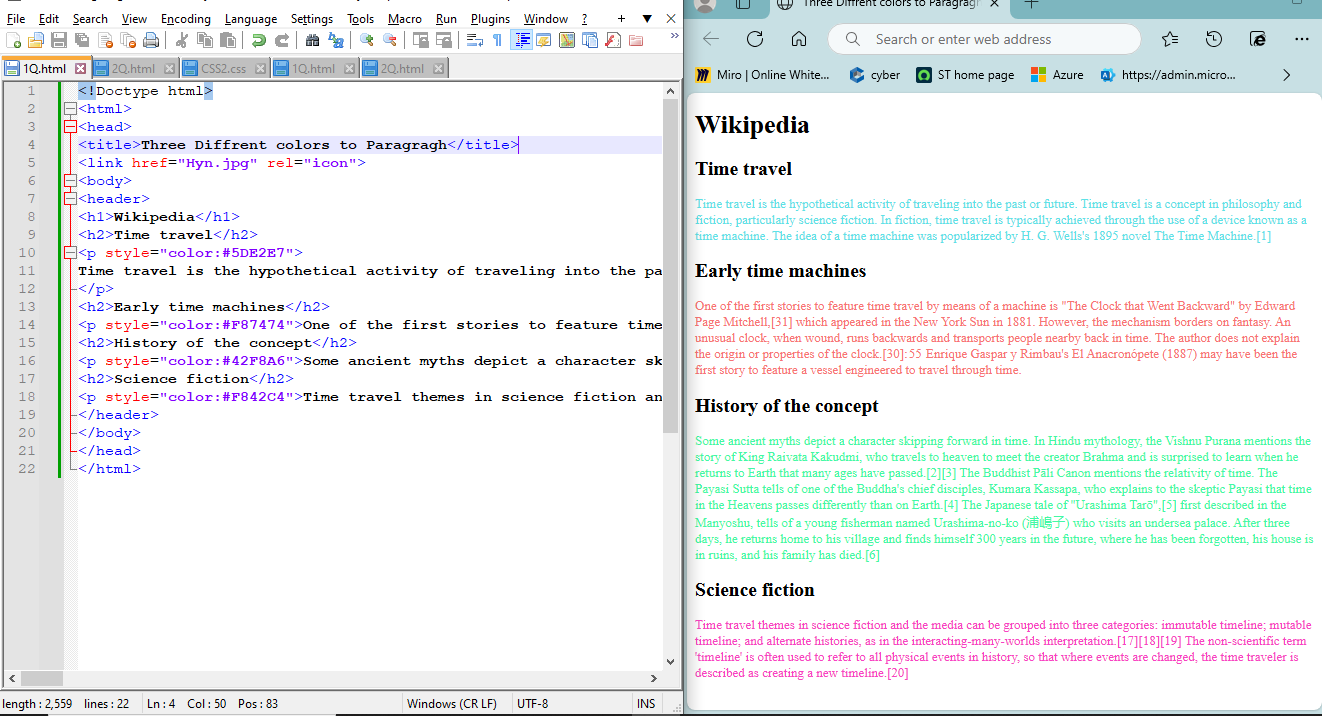 File Edit Search View Encoding Language Settings Tools Macro Run Plugins Window ? + ▼ X
1Q.html 2Q.html CSS2.css 1Q.html 2Q.html
1 <!Doctype html>
2 <html>
3 <head>
4 <title>Three Diffrent colors to Paragragh</title>
5 <link href="Hyn.jpg" rel="icon">
6 <body>
7 <header>
8 <h1>Wikipedia</h1>
9 <h2>Time travel</h2>
10 <p style="color:#5DE2E7">
11 Time travel is the hypothetical activity of traveling into the pa
12 </p>
13 <h2>Early time machines</h2>
14 <p style="color:#F87474">One of the first stories to feature time
15 <h2>History of the concept</h2>
16 <p style="color:#42F8A6">Some ancient myths depict a character sk
17 <h2>Science fiction</h2>
18 <p style="color:#F842C4">Time travel themes in science fiction an
19 </header>
20 </body>
21 </head>
22 </html>
length : 2,559 lines : 22 Ln : 4 Col : 50 Pos : 83 Windows (CR LF) UTF-8 INS
Three Diffrent colors to Paragragh
Search or enter web address
Miro | Online White... cyber ST home page Azure https://admin.micro...
Wikipedia
Time travel
Time travel is the hypothetical activity of traveling into the past or future. Time travel is a concept in philosophy and
fiction, particularly science fiction. In fiction, time travel is typically achieved through the use of a device known as a
time machine. The idea of a time machine was popularized by H. G. Wells's 1895 novel The Time Machine.[1]
Early time machines
One of the first stories to feature time travel by means of a machine is "The Clock that Went Backward" by Edward
Page Mitchell,[31] which appeared in the New York Sun in 1881. However, the mechanism borders on fantasy. An
unusual clock, when wound, runs backwards and transports people nearby back in time. The author does not explain
the origin or properties of the clock.[30]:55 Enrique Gaspar y Rimbau's El Anacronópete (1887) may have been the
first story to feature a vessel engineered to travel through time.
History of the concept
Some ancient myths depict a character skipping forward in time. In Hindu mythology, the Vishnu Purana mentions the
story of King Raivata Kakudmi, who travels to heaven to meet the creator Brahma and is surprised to learn when he
returns to Earth that many ages have passed.[2][3] The Buddhist Pāli Canon mentions the relativity of time. The
Payasi Sutta tells of one of the Buddha's chief disciples, Kumara Kassapa, who explains to the skeptic Payasi that time
in the Heavens passes differently than on Earth.[4] The Japanese tale of "Urashima Tarō",[5] first described in the
Manyoshu, tells of a young fisherman named Urashima-no-ko (浦嶋子) who visits an undersea palace. After three
days, he returns home to his village and finds himself 300 years in the future, where he has been forgotten, his house is
in ruins, and his family has died.[6]
Science fiction
Time travel themes in science fiction and the media can be grouped into three categories: immutable timeline; mutable
timeline; and alternate histories, as in the interacting-many-worlds interpretation.[17][18][19] The non-scientific term
'timeline' is often used to refer to all physical events in history, so that where events are changed, the time traveler is
described as creating a new timeline.[20]